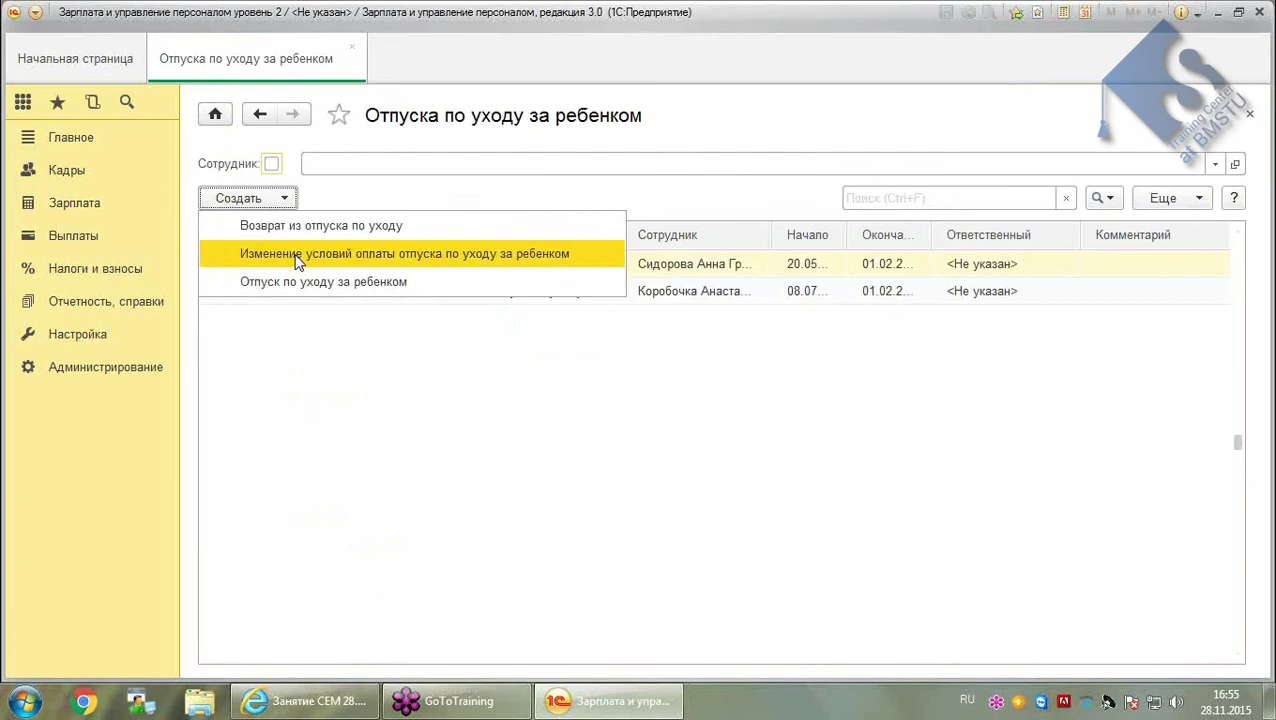 Зарплата и управление персоналом уровень 2 / <Не указан> / Зарплата и управление персоналом, редакция 3.0 (1С:Предприятие)
M M+ M-
Начальная страница
Отпуска по уходу за ребенком
Training Center
at BMSTU
Главное
Кадры
Зарплата
Выплаты
Налоги и взносы
Отчетность, справки
Настройка
Администрирование
Отпуска по уходу за ребенком
Сотрудник:
Создать
Поиск (Ctrl+F)
Еще
?
Возврат из отпуска по уходу
Изменение условий оплаты отпуска по уходу за ребенком
Отпуск по уходу за ребенком
Сотрудник Начало Оконча... Ответственный Комментарий
Сидорова Анна Гр... 20.05... 01.02.2... <Не указан>
Коробочка Анаста... 08.07... 01.02.2... <Не указан>
Занятие СЕМ 28....
GoToTraining
Зарплата и упра...
RU
16:55
28.11.2015